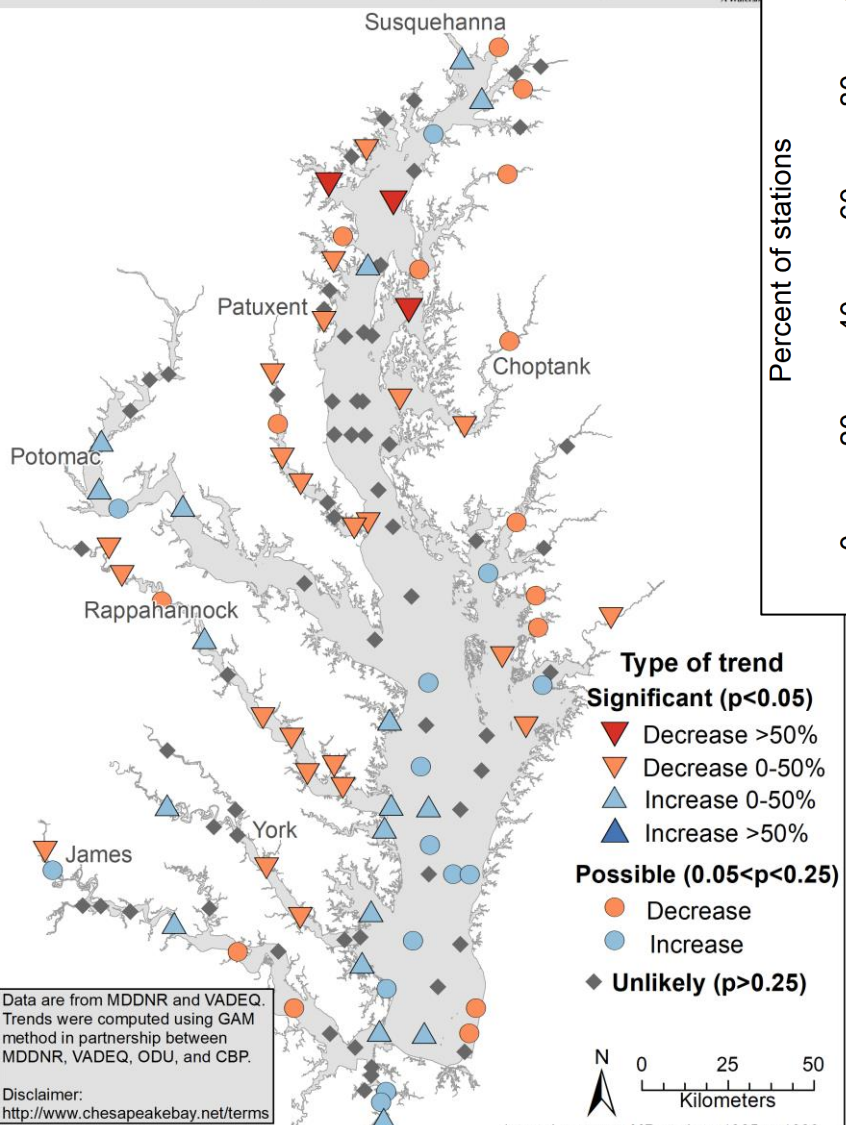 Susquehanna
Patuxent
Choptank
Potomac
Rappahannock
York
James
Percent of stations
0
Type of trend
Significant (p<0.05)
Decrease >50%
Decrease 0-50%
Increase 0-50%
Increase >50%
Possible (0.05<p<0.25)
Decrease
Increase
Unlikely (p>0.25)
N
0 25 50
Kilometers
Data are from MDDNR and VADEQ.
Trends were computed using GAM
method in partnership between
MDDNR, VADEQ, ODU, and CBP.
Disclaimer:
http://www.chesapeakebay.net/terms